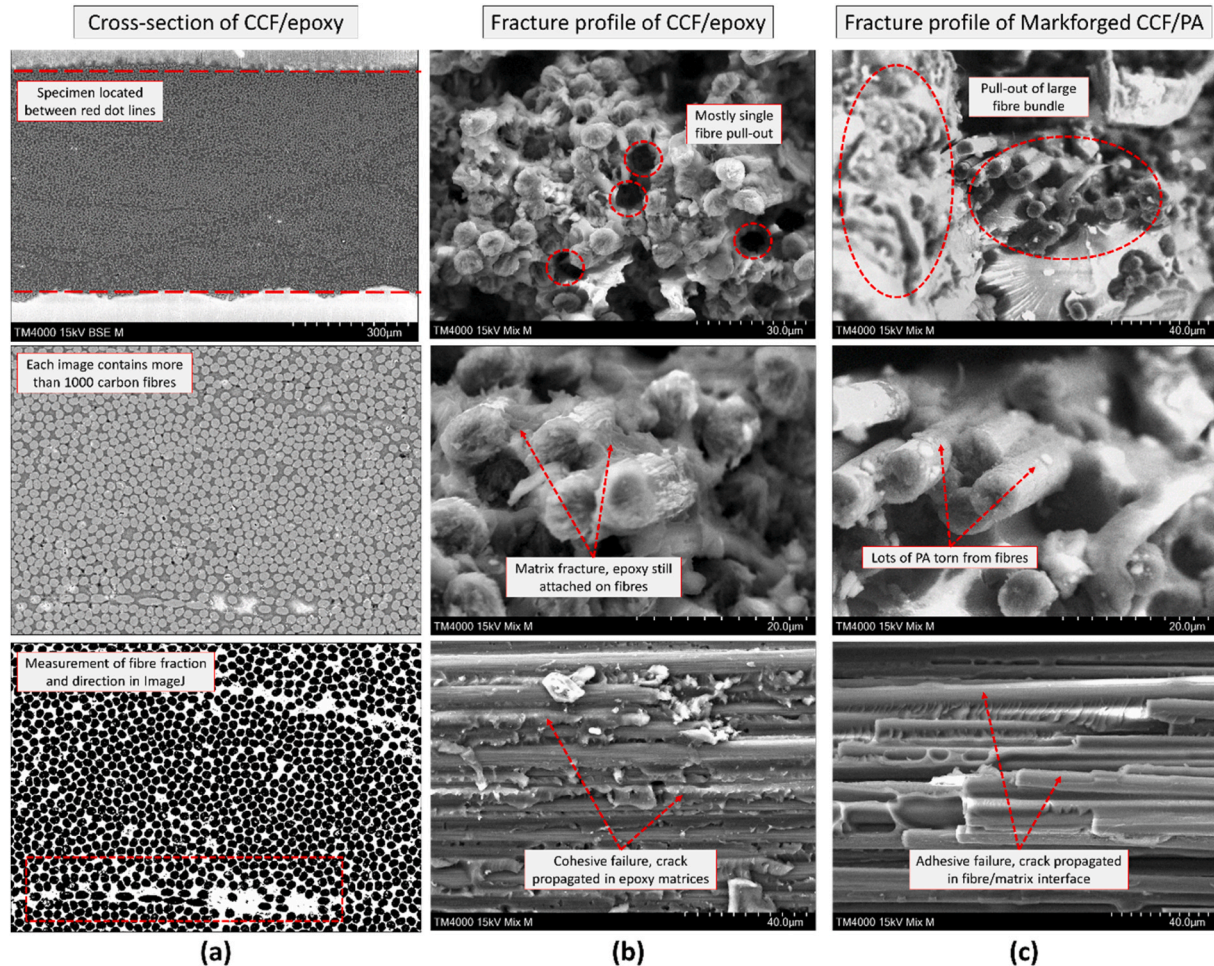 Cross-section of CCF/epoxy
Fracture profile of CCF/epoxy
Fracture profile of Markforged CCF/PA
Specimen located
between red dot lines
TM4000 15kV BSE M
300µm
Mostly single
fibre pull-out
TM4000 15kV Mix M
30.0µm
Pull-out of large
fibre bundle
TM4000 15kV Mix M
40.0µm
Each image contains more
than 1000 carbon fibres
Matrix fracture, epoxy still
attached on fibres
TM4000 15kV Mix M
20.0µm
Lots of PA torn from fibres
TM4000 15kV Mix M
20.0µm
Measurement of fibre fraction
and direction in ImageJ
Cohesive failure, crack
propagated in epoxy matrices
TM4000 15kV Mix M
40.0µm
Adhesive failure, crack propagated
in fibre/matrix interface
TM4000 15kV Mix M
40.0µm
(a)
(b)
(c)